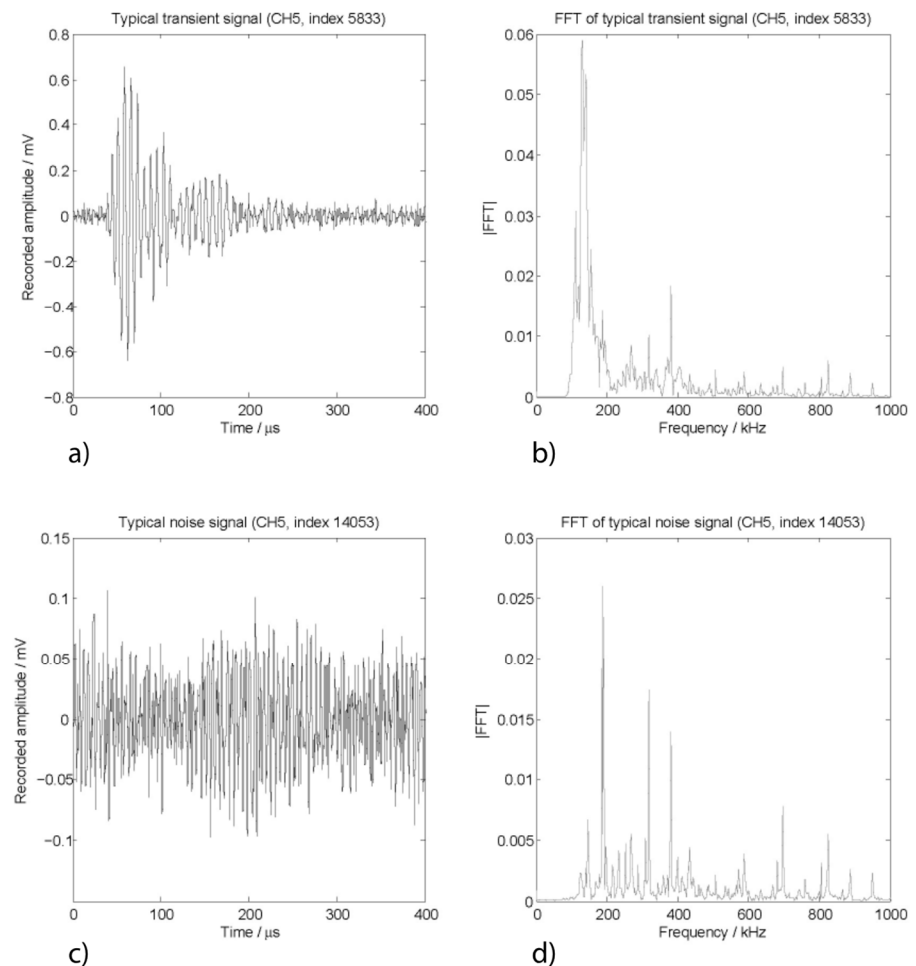 Typical transient signal (CH5, index 5833)
0.8
0.6
0.4
0.2
0
−0.2
−0.4
−0.6
−0.8
Recorded amplitude / mV
0 100 200 300 400
Time / μs
a)
FFT of typical transient signal (CH5, index 5833)
0.06
0.05
0.04
0.03
0.02
0.01
0
|FFT|
0 200 400 600 800 1000
Frequency / kHz
b)
Typical noise signal (CH5, index 14053)
0.15
0.1
0.05
0
−0.05
−0.1
Recorded amplitude / mV
0 100 200 300 400
Time / μs
c)
FFT of typical noise signal (CH5, index 14053)
0.03
0.025
0.02
0.015
0.01
0.005
0
|FFT|
0 200 400 600 800 1000
Frequency / kHz
d)